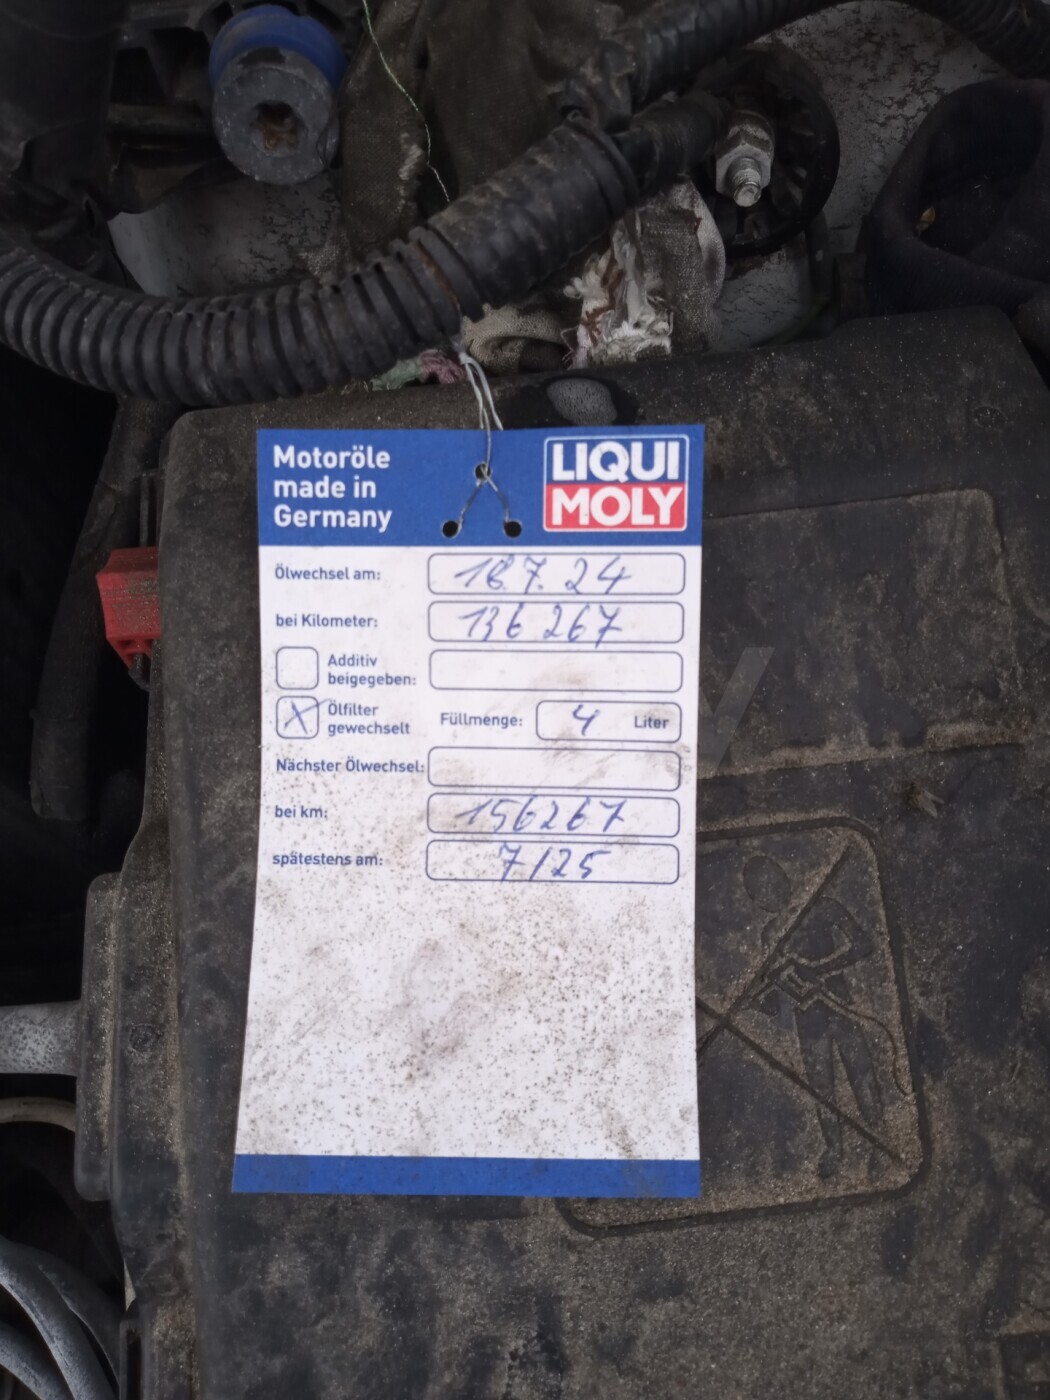 Motoröle
made in
Germany
LIQUI
MOLY
Ölwechsel am: 18.7.24
bei Kilometer: 136 267
Additiv
beigegeben:
X Ölfilter
gewechselt
Füllmenge: 4 Liter
Nächster Ölwechsel:
bei km: 156267
spätestens am: 7/25